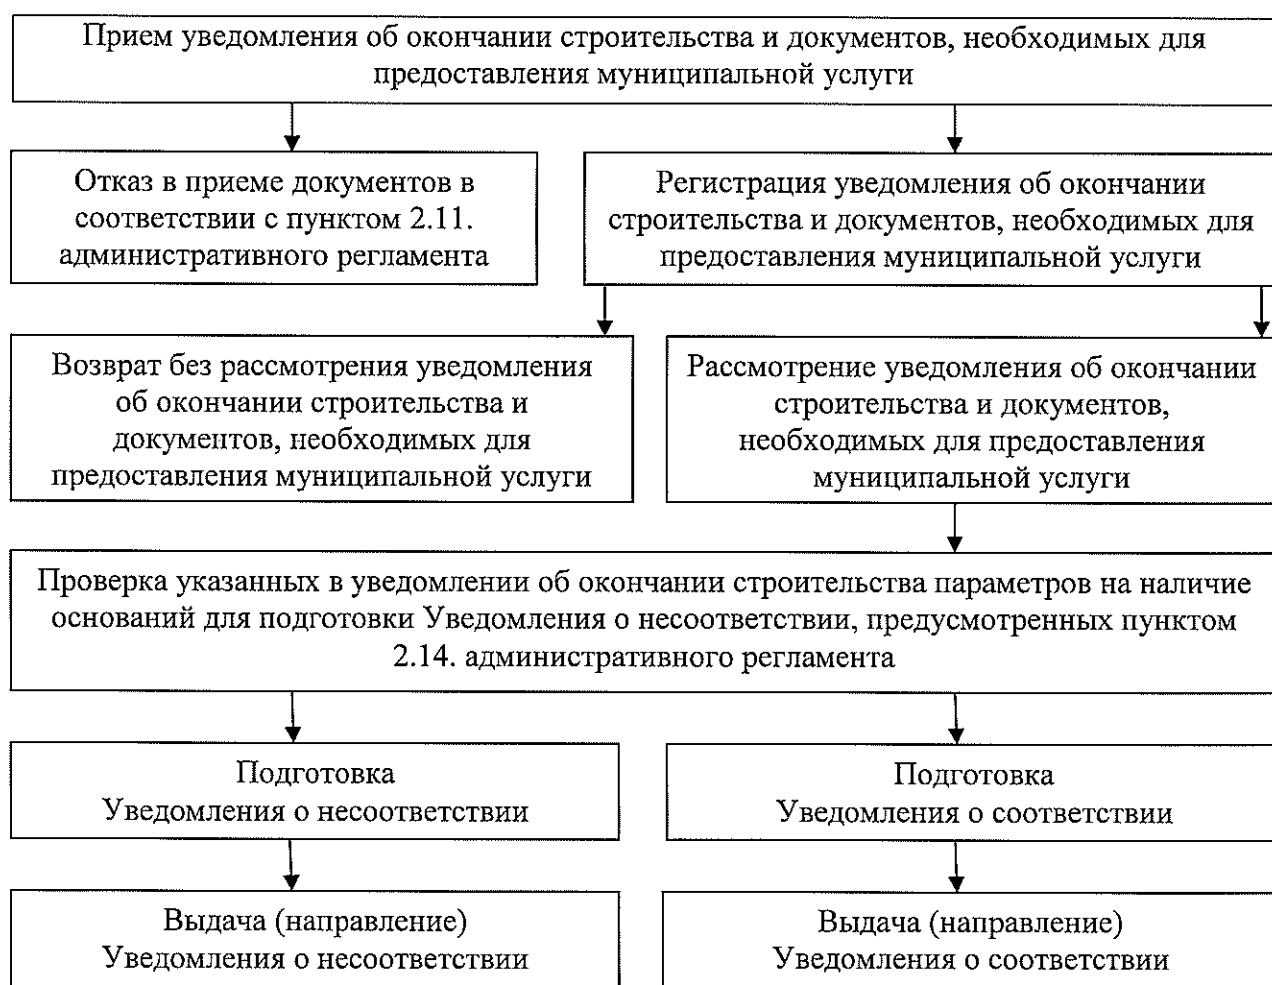 Прием уведомления об окончании строительства и документов, необходимых для
предоставления муниципальной услуги
Отказ в приеме документов в
соответствии с пунктом 2.11.
административного регламента
Регистрация уведомления об окончании
строительства и документов, необходимых для
предоставления муниципальной услуги
Возврат без рассмотрения уведомления
об окончании строительства и
документов, необходимых для
предоставления муниципальной услуги
Рассмотрение уведомления об окончании
строительства и документов,
необходимых для предоставления
муниципальной услуги
Проверка указанных в уведомлении об окончании строительства параметров на наличие
оснований для подготовки Уведомления о несоответствии, предусмотренных пунктом
2.14. административного регламента
Подготовка
Уведомления о несоответствии
Подготовка
Уведомления о соответствии
Выдача (направление)
Уведомления о несоответствии
Выдача (направление)
Уведомления о соответствии